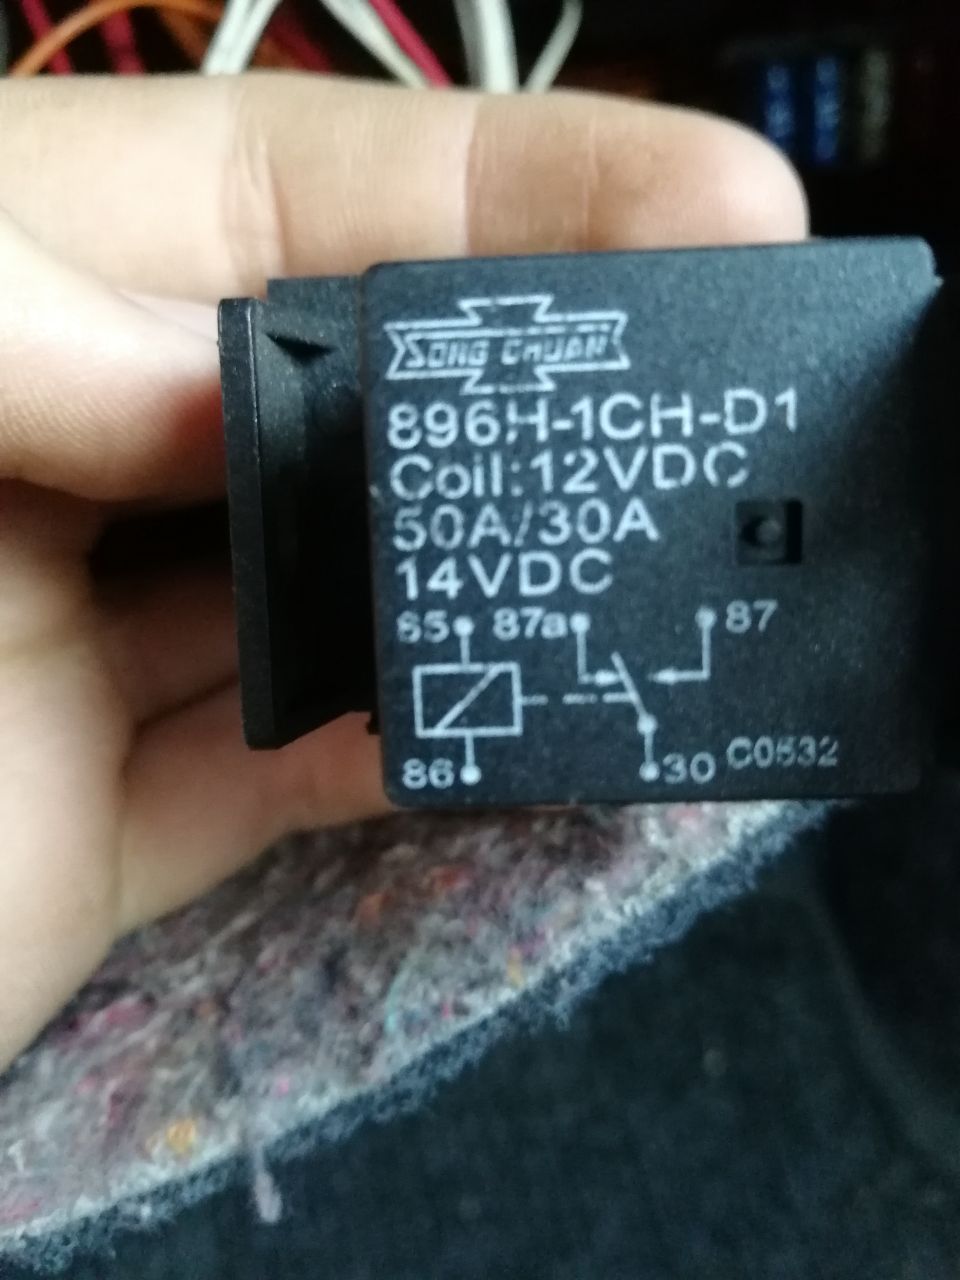 SONG CHUAN
896H-1CH-D1
Coil:12VDC
50A/30A
14VDC
85 87a 87
86 30 C0532